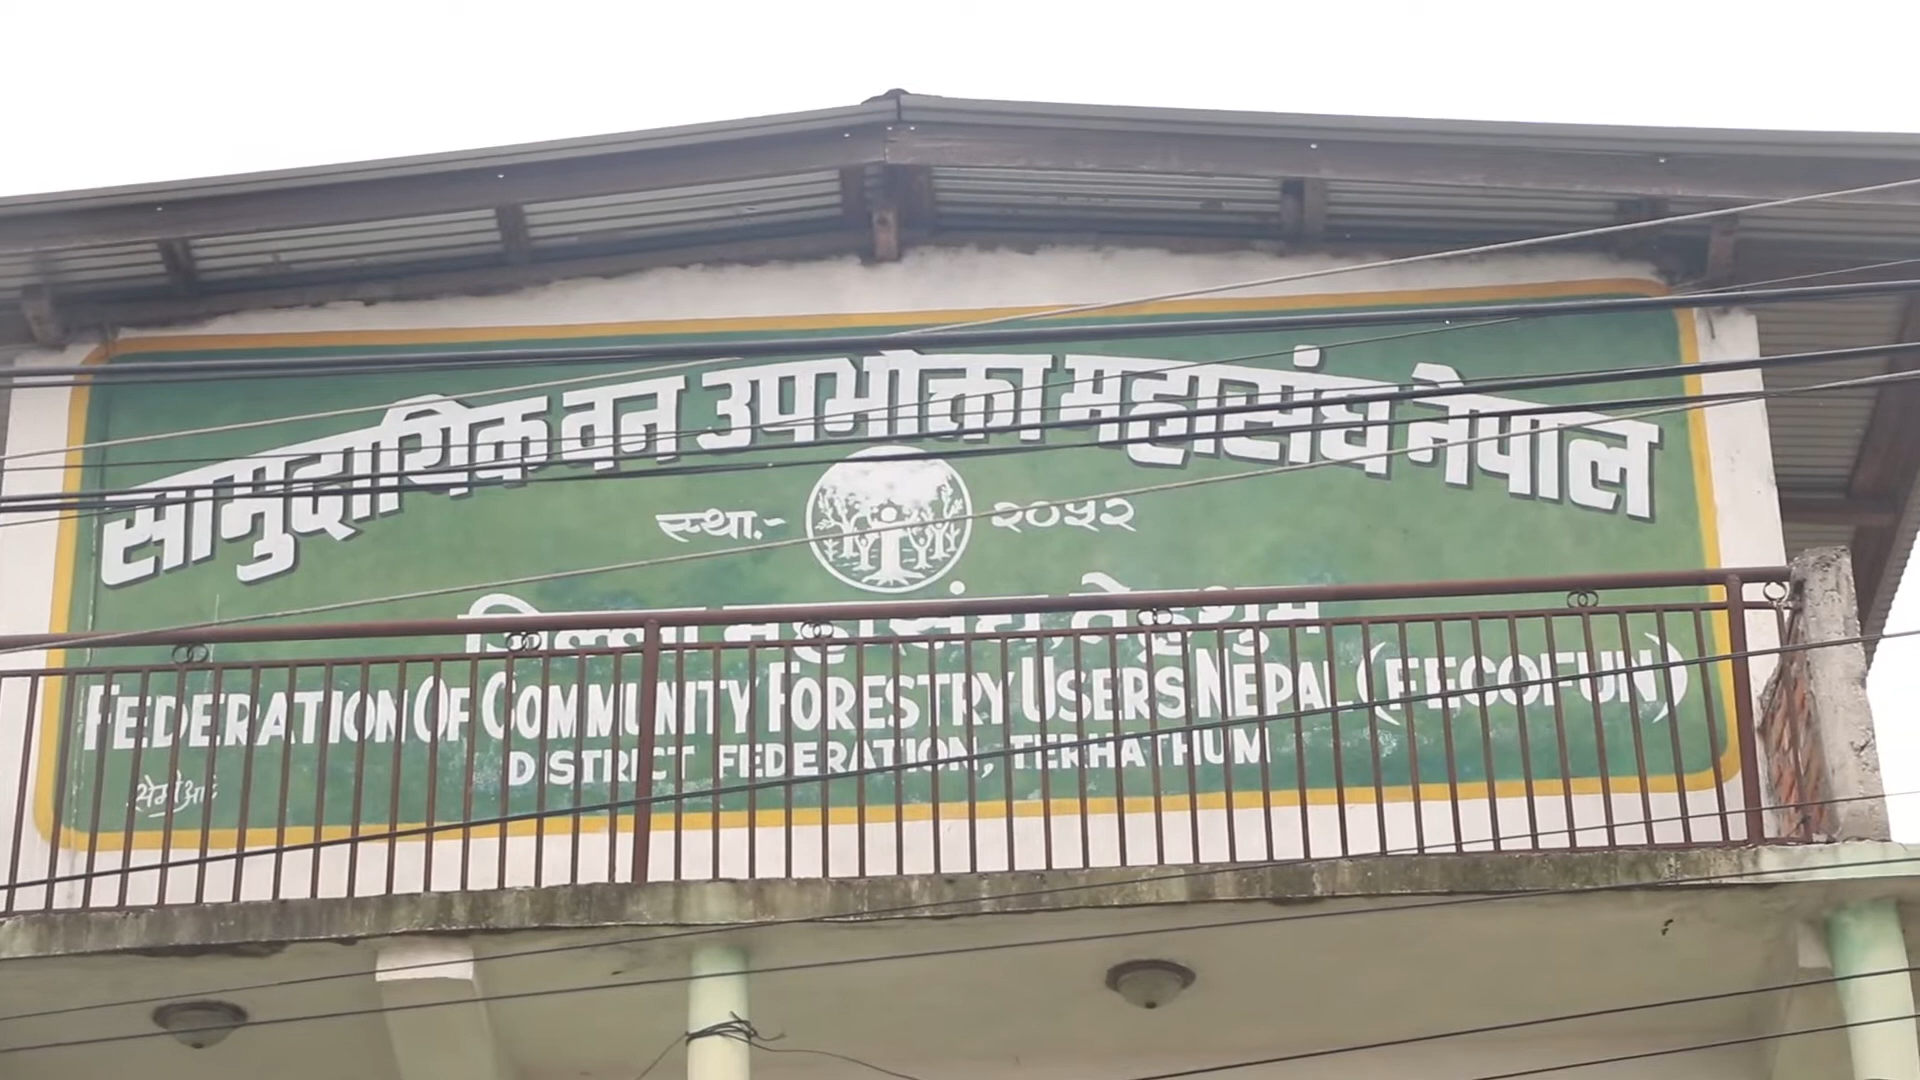 सामुदायिक वन उपभोक्ता महासंघ नेपाल
स्था.- २०५२
जिल्ला महासंघ, तेह्रथुम
FEDERATION OF COMMUNITY FORESTRY USERS NEPAL (FECOFUN)
DISTRICT FEDERATION, TERHATHUM